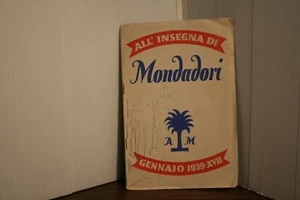 ALL'INSEGNA DI
Mondadori
A M
GENNAIO 1939-XVII